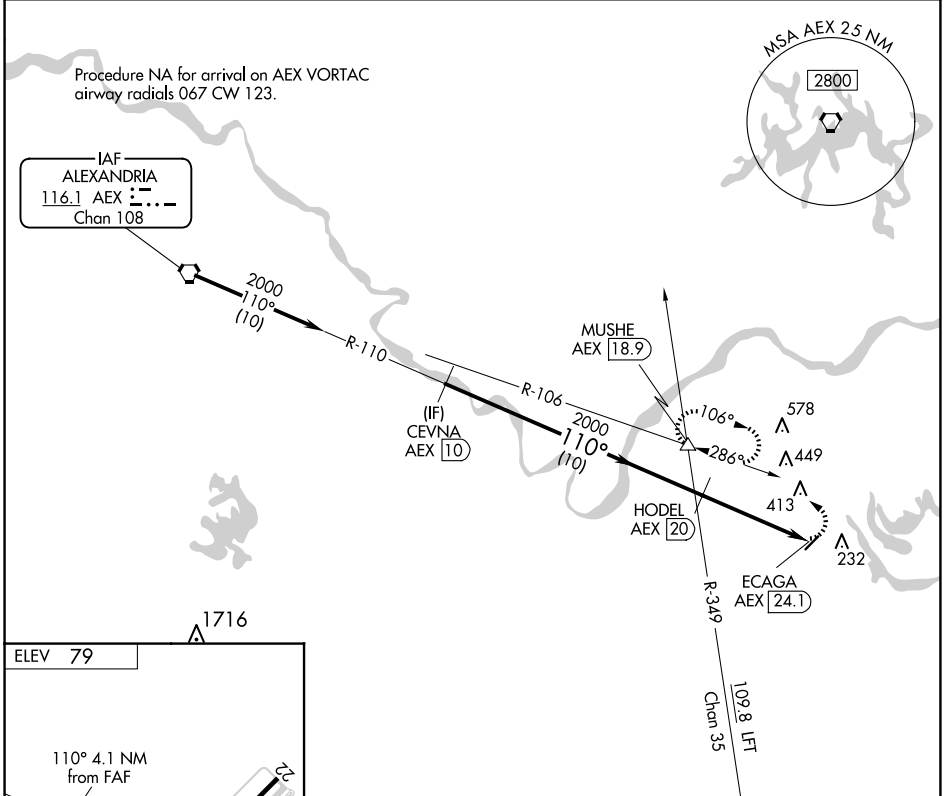 Procedure NA for arrival on AEX VORTAC
airway radials 067 CW 123.
MSA AEX 25 NM
2800
IAF
ALEXANDRIA
116.1 AEX
Chan 108
2000
110°
(10)
R-110
(IF)
CEVNA
AEX 10
R-106
2000
110°
(10)
MUSHE
AEX 18.9
106°
286°
578
449
413
232
HODEL
AEX 20
ECAGA
AEX 24.1
R-349
109.8 LFT
Chan 35
1716
ELEV 79
110° 4.1 NM
from FAF
22